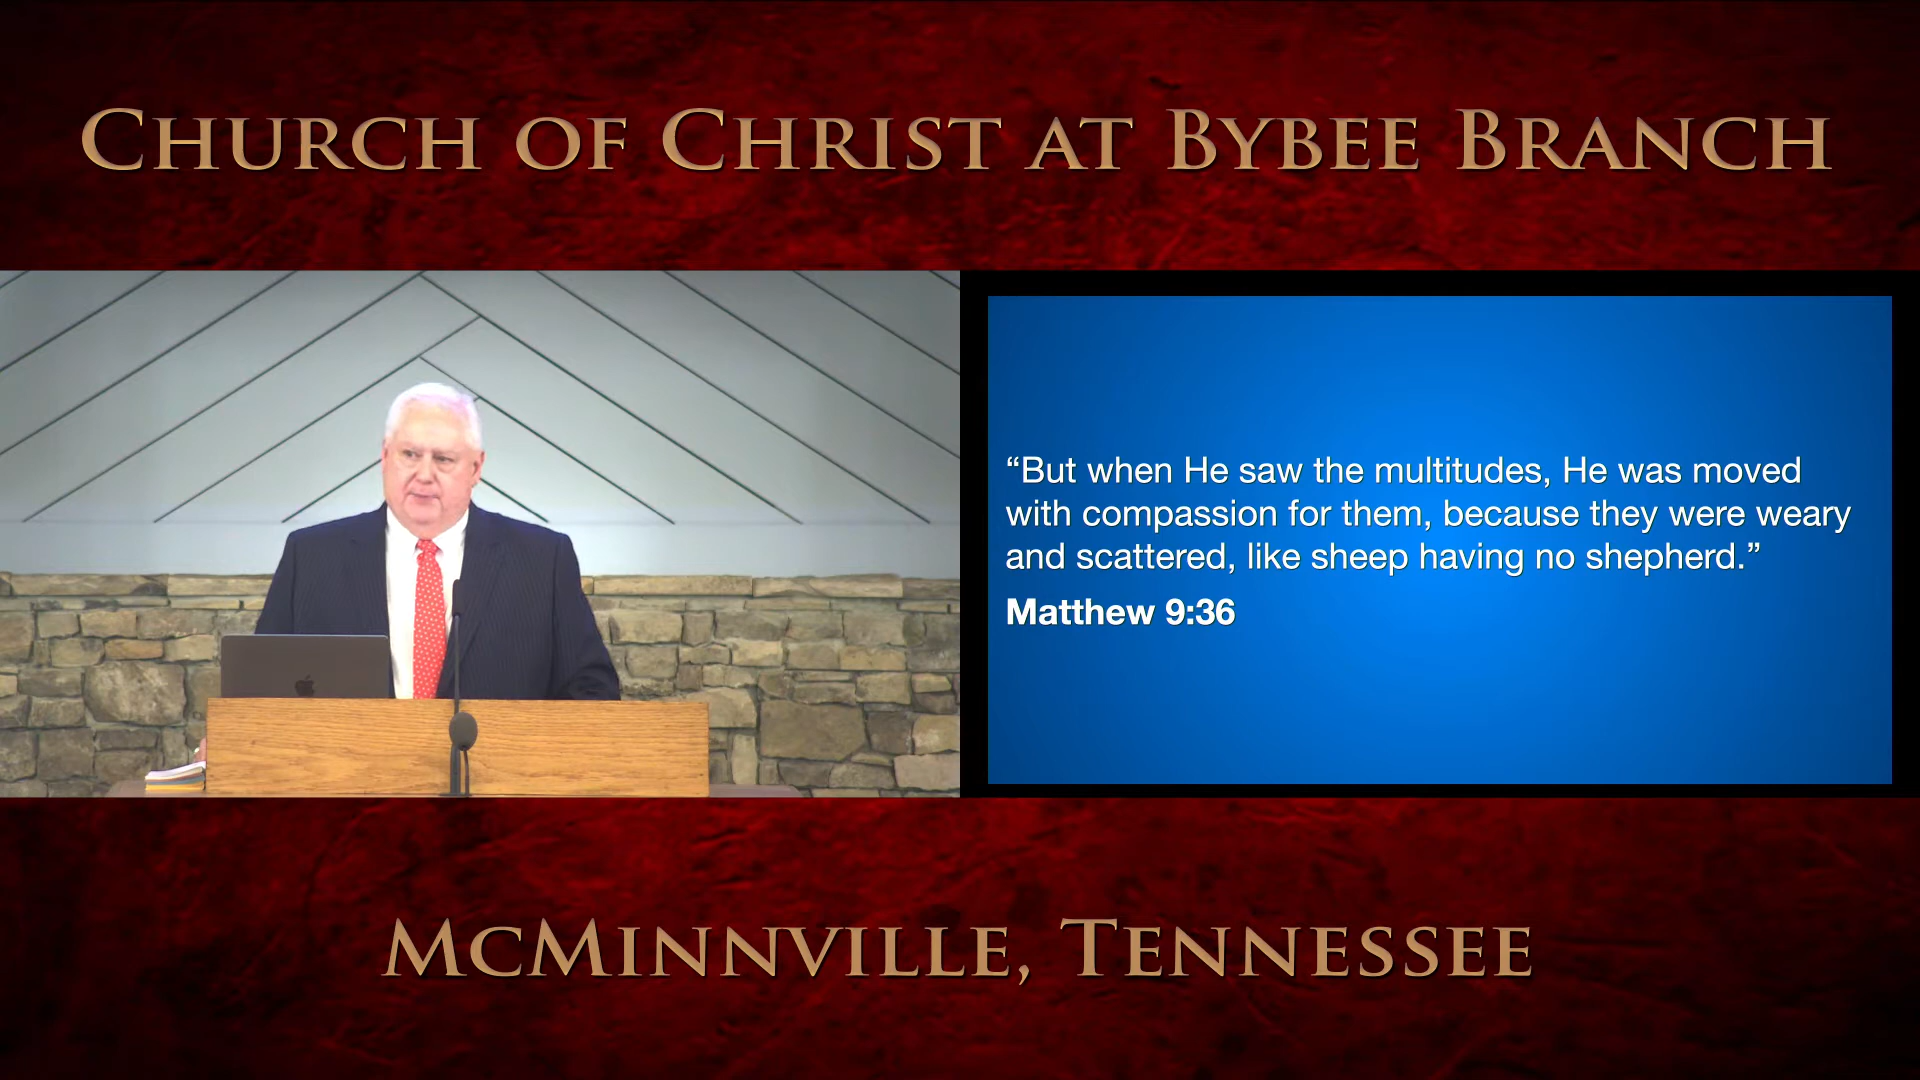 Church of Christ at Bybee Branch
“But when He saw the multitudes, He was moved
with compassion for them, because they were weary
and scattered, like sheep having no shepherd.”
Matthew 9:36
McMinnville, Tennessee